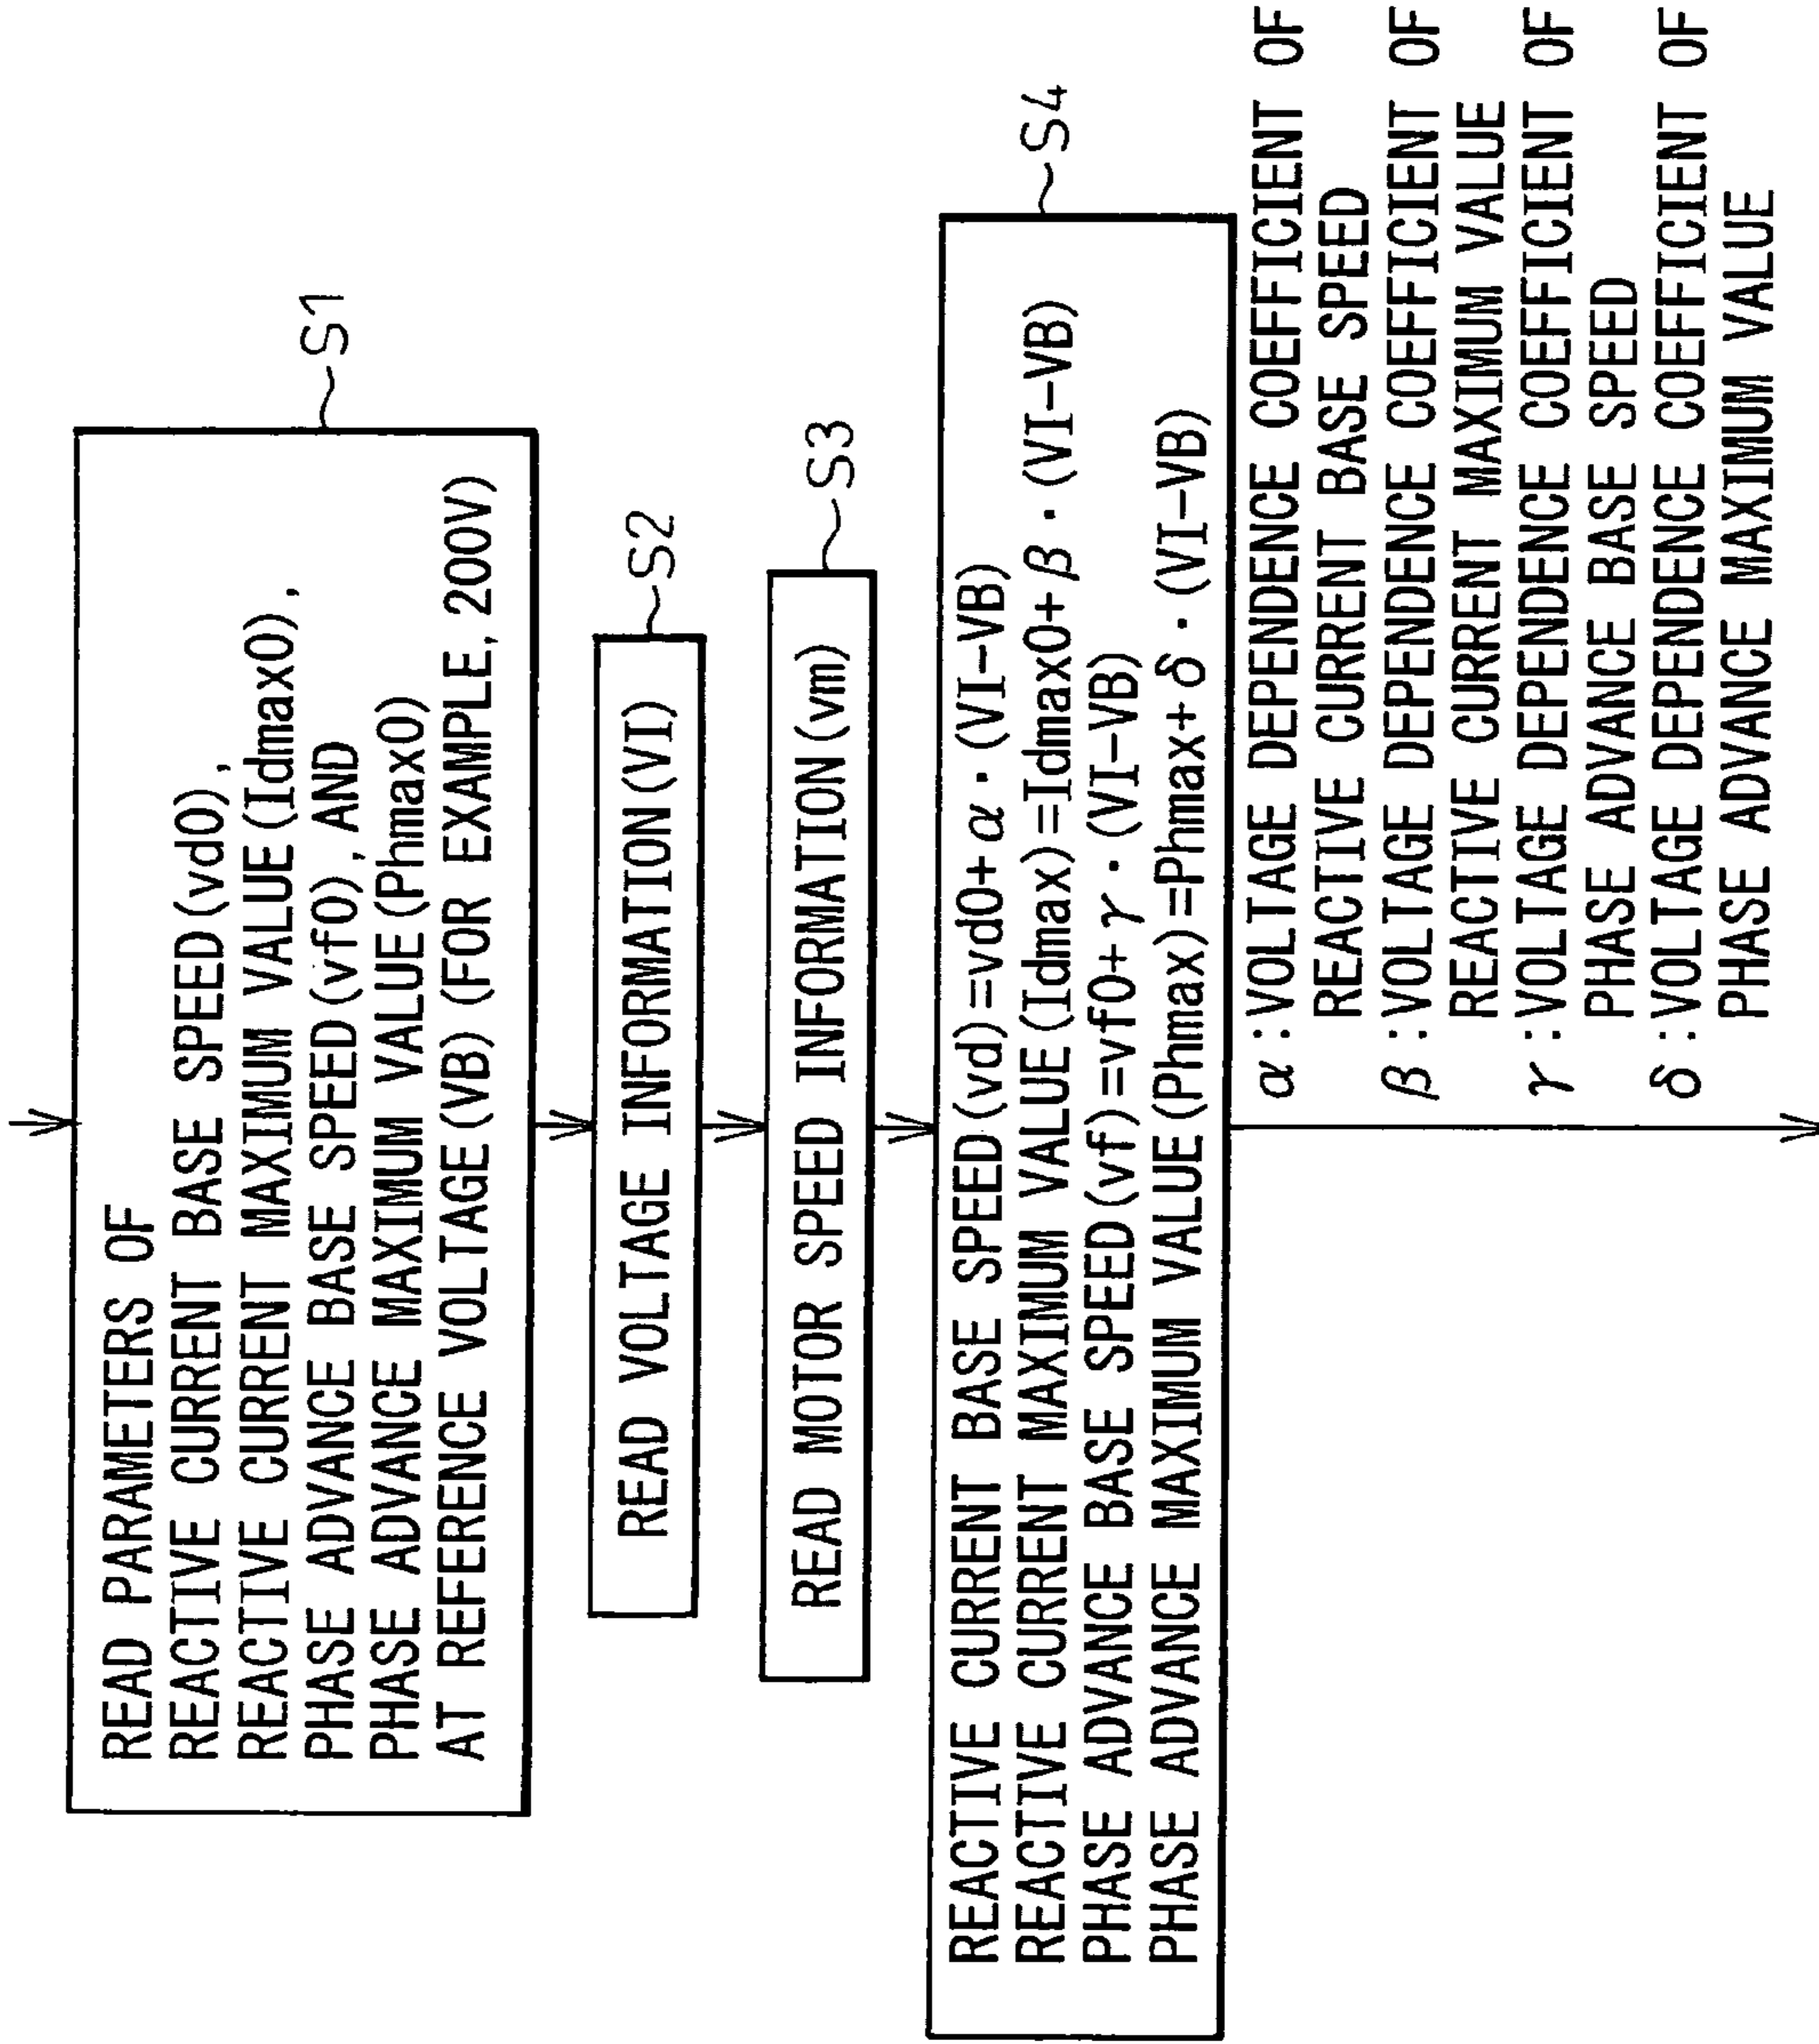 READ PARAMETERS OF
REACTIVE CURRENT BASE SPEED(vd0),
REACTIVE CURRENT MAXIMUM VALUE(Idmax0),
PHASE ADVANCE BASE SPEED(vf0), AND
PHASE ADVANCE MAXIMUM VALUE(Phmax0)
AT REFERENCE VOLTAGE(VB)(FOR EXAMPLE, 200V)
S1
READ VOLTAGE INFORMATION(VI)
S2
READ MOTOR SPEED INFORMATION(vm)
S3
REACTIVE CURRENT BASE SPEED(vd)=vd0+α·(VI-VB)
REACTIVE CURRENT MAXIMUM VALUE(Idmax)=Idmax0+β·(VI-VB)
PHASE ADVANCE BASE SPEED(vf)=vf0+γ·(VI-VB)
PHASE ADVANCE MAXIMUM VALUE(Phmax)=Phmax+δ·(VI-VB)
S4
α:VOLTAGE DEPENDENCE COEFFICIENT OF
REACTIVE CURRENT BASE SPEED
β:VOLTAGE DEPENDENCE COEFFICIENT OF
REACTIVE CURRENT MAXIMUM VALUE
γ:VOLTAGE DEPENDENCE COEFFICIENT OF
PHASE ADVANCE BASE SPEED
δ:VOLTAGE DEPENDENCE COEFFICIENT OF
PHASE ADVANCE MAXIMUM VALUE